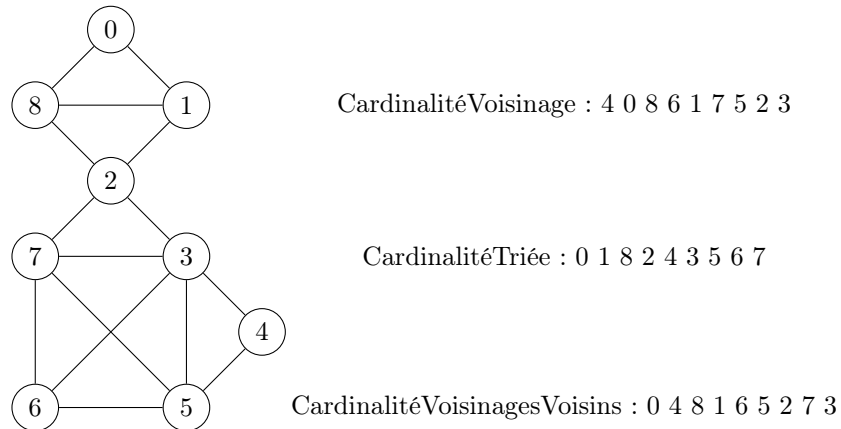 0
8 1
CardinalitéVoisinage : 4 0 8 6 1 7 5 2 3
2
7 3
CardinalitéTriée : 0 1 8 2 4 3 5 6 7
4
6 5
CardinalitéVoisinagesVoisins : 0 4 8 1 6 5 2 7 3